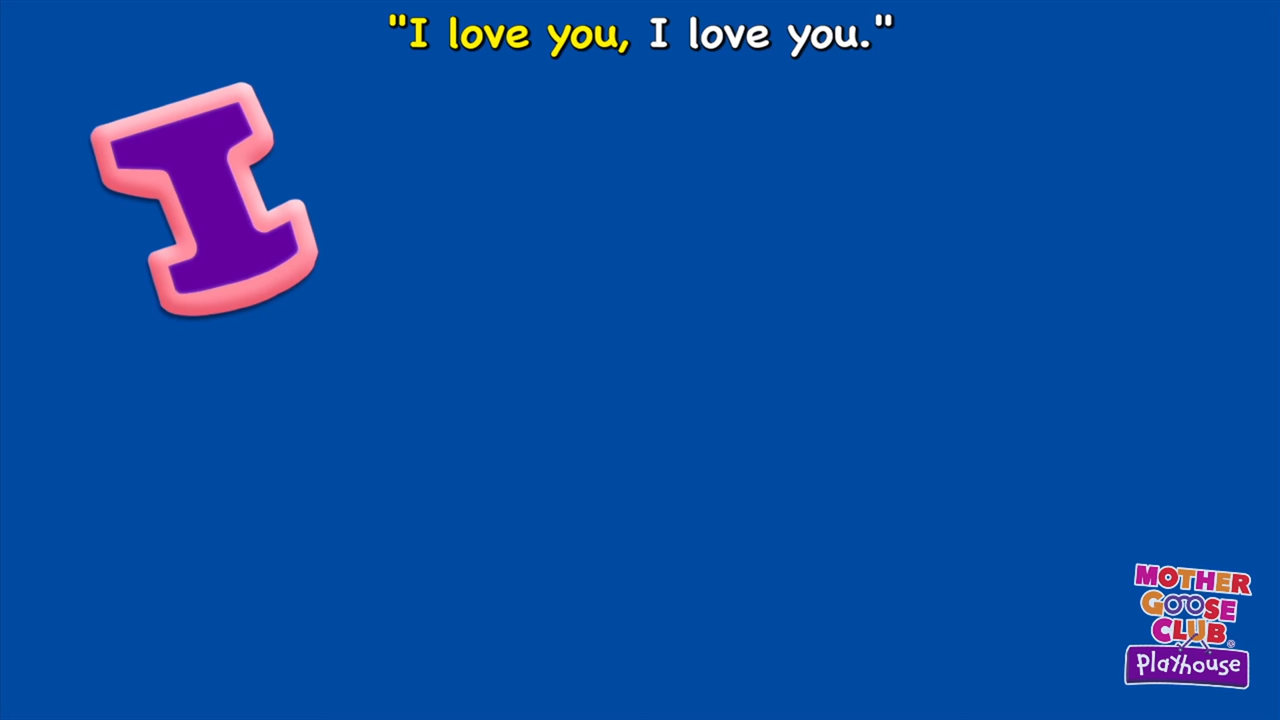 "I love you, I love you."
I
MOTHER
GOOSE
CLUB
Playhouse